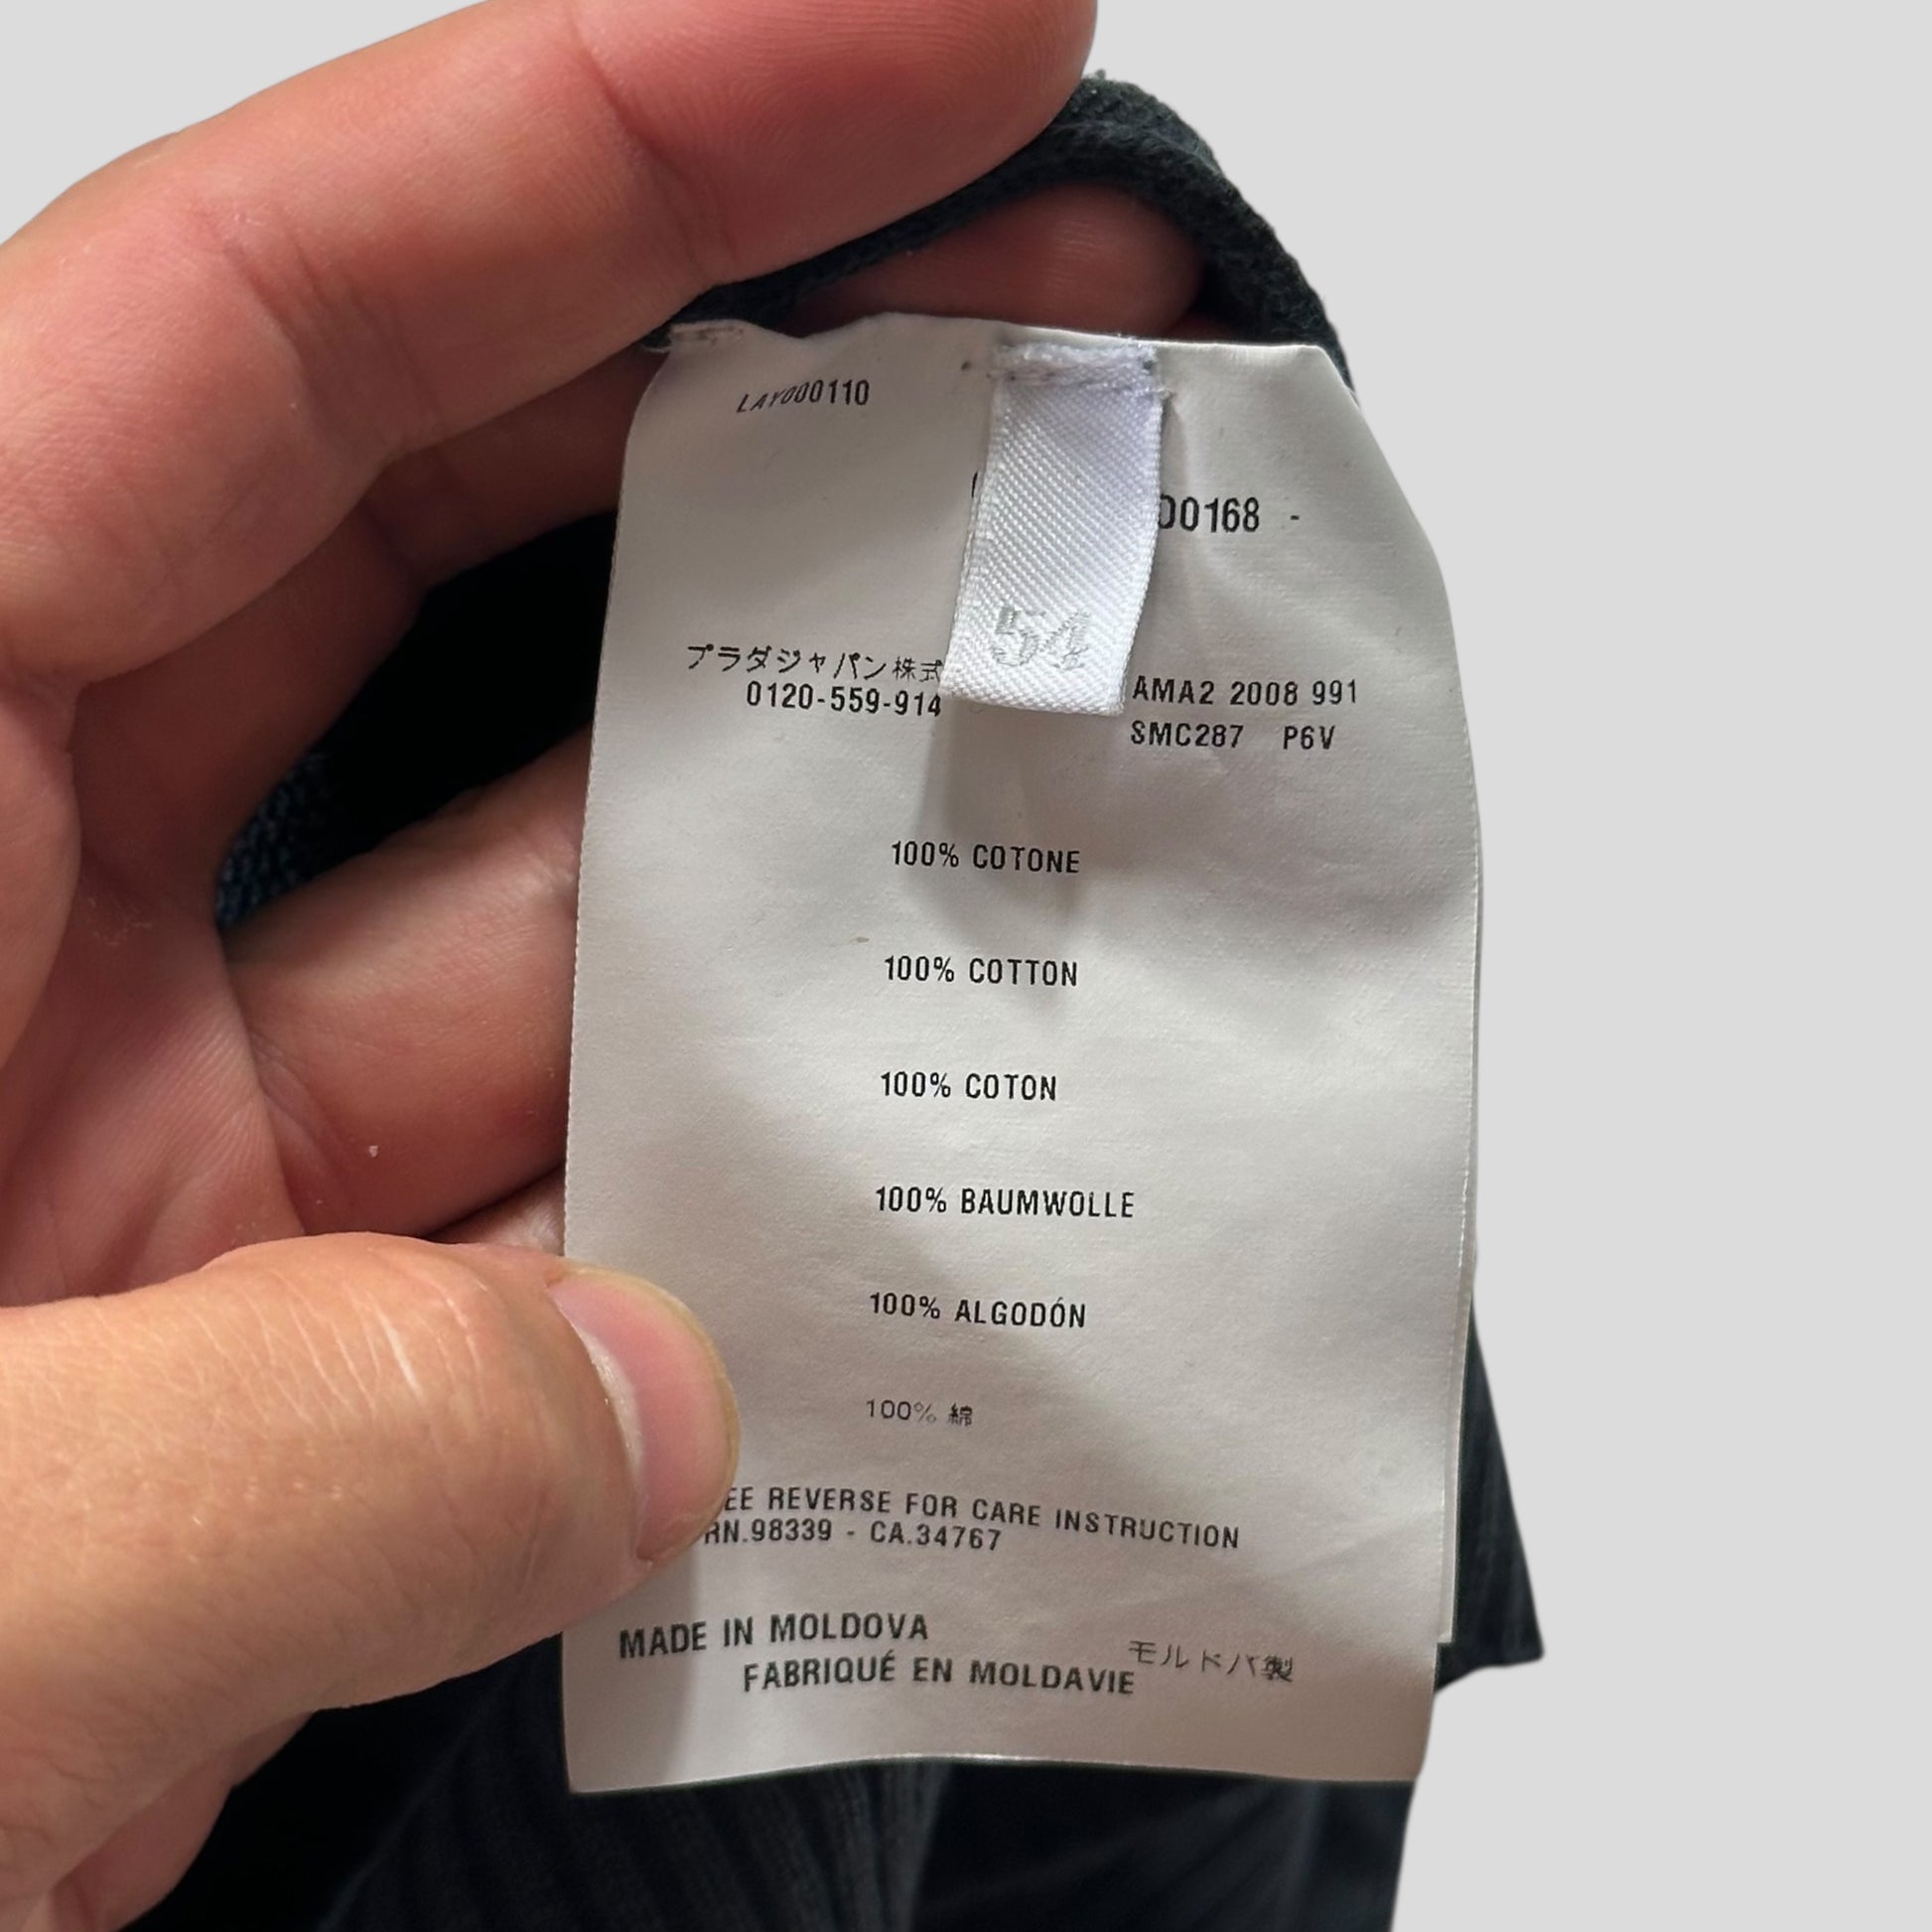 LAY000110
00168 -
54
プラダジャパン株式
0120-559-914
AMA2 2008 991
SMC287 P6V
100% COTONE
100% COTTON
100% COTON
100% BAUMWOLLE
100% ALGODÓN
100% 綿
EE REVERSE FOR CARE INSTRUCTION
RN.98339 - CA.34767
MADE IN MOLDOVA
FABRIQUÉ EN MOLDAVIE
モルドバ製